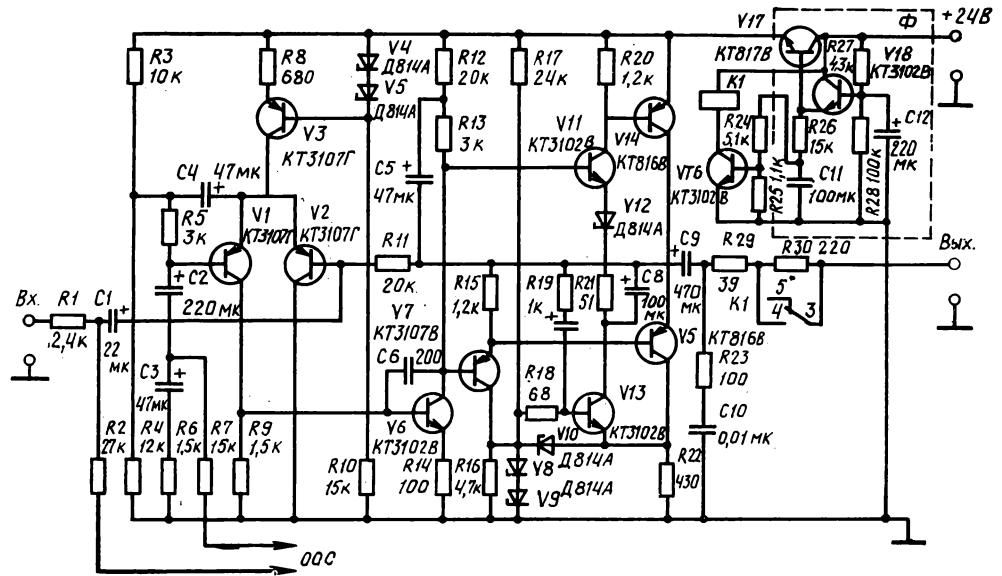 R3
10к
R8
680
V4
Д814А
V5
Д814А
R12
20к
R17
24к
R20
1,2к
V17
КТ817В
R27
4,3к
Ф
V18
КТ3102В
+24В
V3
КТ3107Г
R13
3к
V11
КТ3102В
V14
КТ816В
К1
R24
5,1к
R26
15к
C12
220
мк
C4
47мк
C5
47мк
VТ6
КТ3102В
R25 1,1к
C11
100мк
R28 100к
R5
3к
V1
КТ3107Г
V2
КТ3107Г
V12
Д814А
C2
220мк
R11
20к
R15
1,2к
R19
1к
R21
51
C8
100
мк
C9
470
мк
R29
39
R30 220
Вых.
К1
5
4
3
Вх.
R1
2,4к
C1
22
мк
V7
КТ3107В
C6
200
V5
КТ816В
R23
100
C3
47мк
R18
68
V13
КТ3102В
V6
КТ3102В
C10
0,01мк
R2
27к
R4
12к
R6
1,5к
R7
15к
R9
1,5к
R10
15к
R14
100
R16
4,7к
V10
Д814А
V8
V9
Д814А
R22
430
ООС